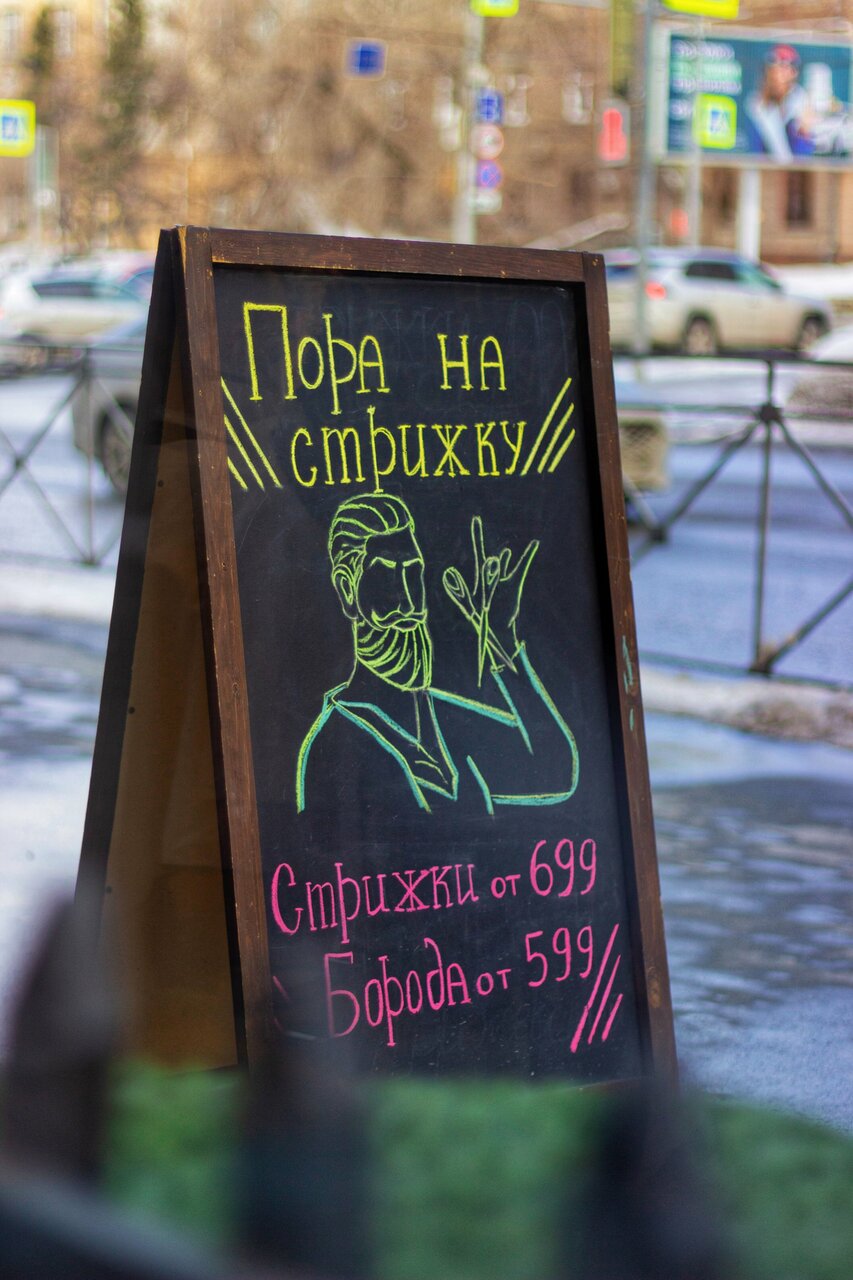 Пора на
стрижку
Стрижки от 699
Борода от 599